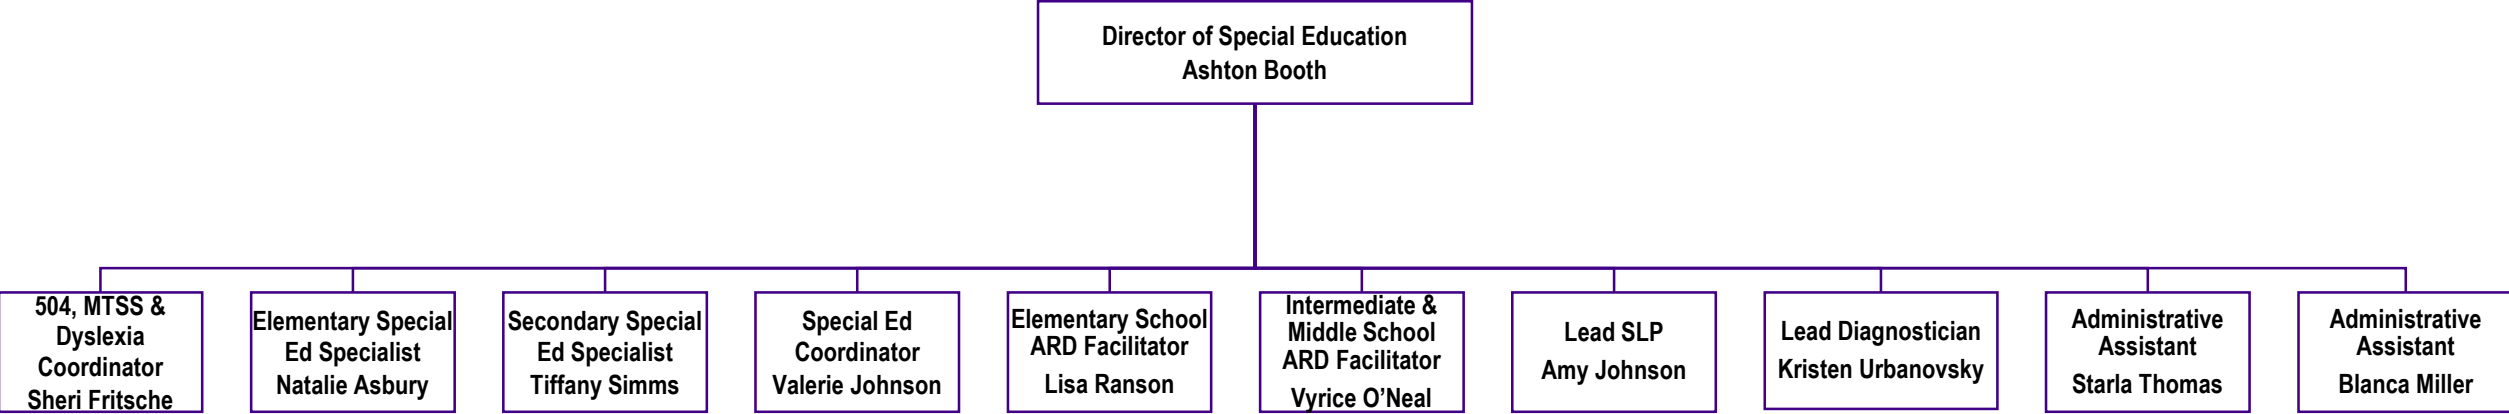 Director of Special Education
Ashton Booth
504, MTSS &
Dyslexia
Coordinator
Sheri Fritsche
Elementary Special
Ed Specialist
Natalie Asbury
Secondary Special
Ed Specialist
Tiffany Simms
Special Ed
Coordinator
Valerie Johnson
Elementary School
ARD Facilitator
Lisa Ranson
Intermediate &
Middle School
ARD Facilitator
Vyrice O’Neal
Lead SLP
Amy Johnson
Lead Diagnostician
Kristen Urbanovsky
Administrative
Assistant
Starla Thomas
Administrative
Assistant
Blanca Miller